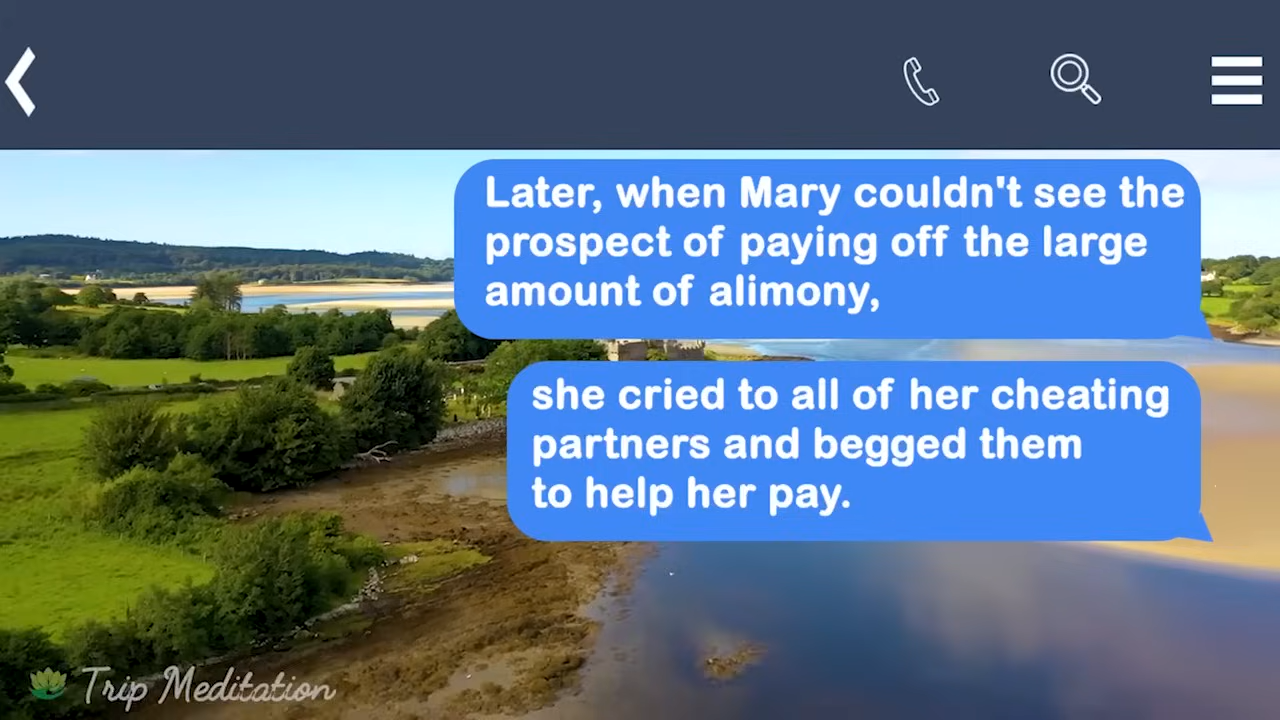 Later, when Mary couldn't see the
prospect of paying off the large
amount of alimony,
she cried to all of her cheating
partners and begged them
to help her pay.
Trip Meditation